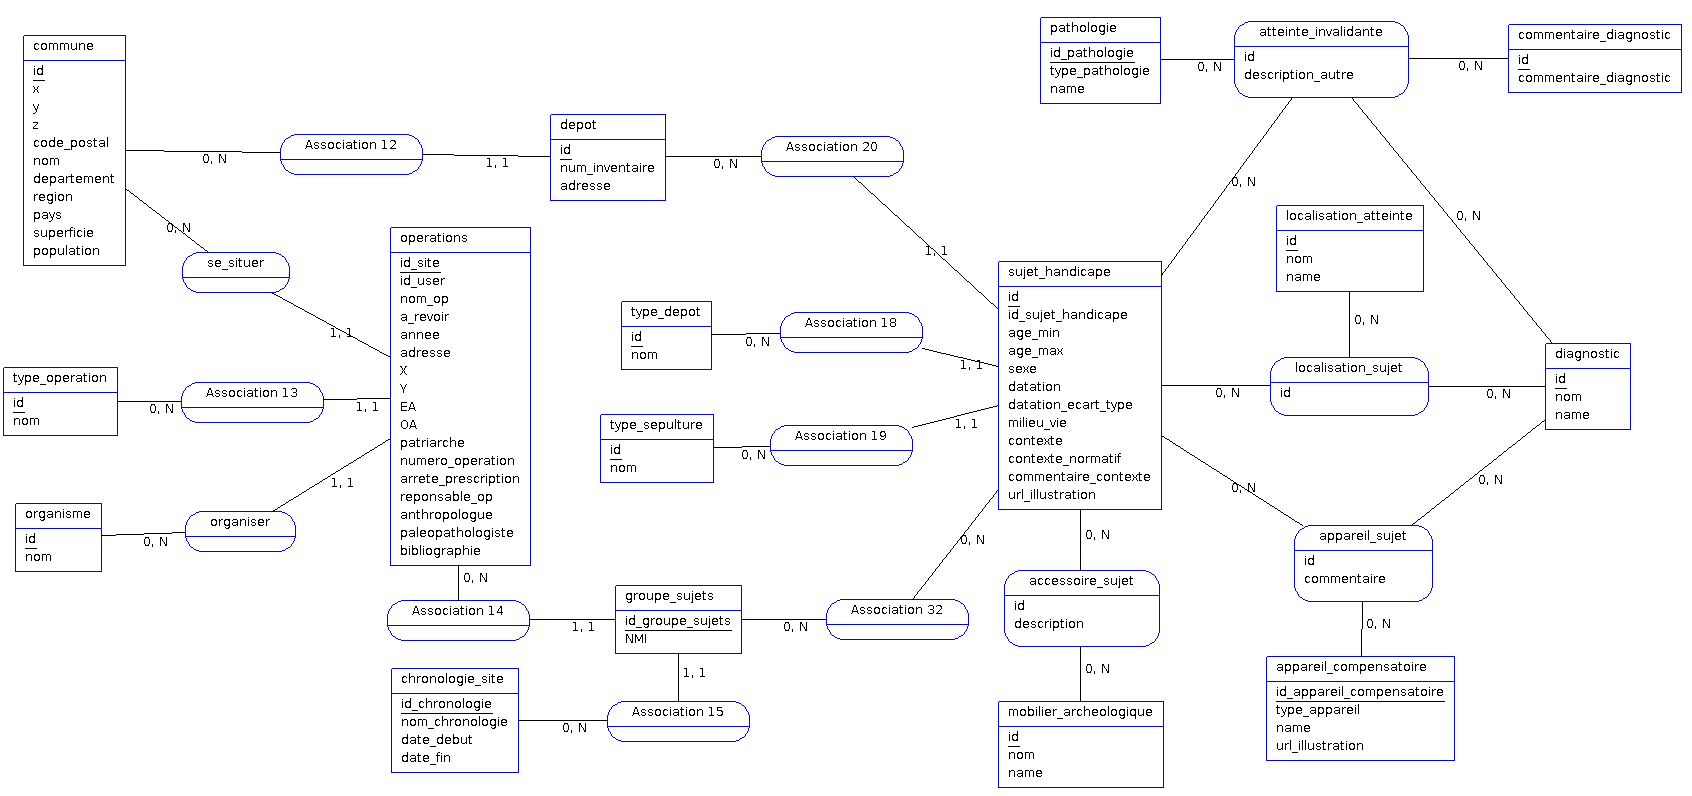 commune
id
x
y
z
code_postal
nom
departement
region
pays
superficie
population
0, N
Association 12
1, 1
depot
id
num_inventaire
adresse
0, N
Association 20
1, 1
0, N
se_situer
1, 1
operations
id_site
id_user
nom_op
a_revoir
annee
adresse
X
Y
EA
OA
patriarche
numero_operation
arrete_prescription
reponsable_op
anthropologue
paleopathologiste
bibliographie
type_operation
id
nom
0, N
Association 13
1, 1
organisme
id
nom
0, N
organiser
1, 1
0, N
Association 14
1, 1
groupe_sujets
id_groupe_sujets
NMI
0, N
Association 32
0, N
1, 1
Association 15
0, N
chronologie_site
id_chronologie
nom_chronologie
date_debut
date_fin
type_depot
id
nom
0, N
Association 18
1, 1
type_sepulture
id
nom
0, N
Association 19
1, 1
sujet_handicape
id
id_sujet_handicape
age_min
age_max
sexe
datation
datation_ecart_type
milieu_vie
contexte
contexte_normatif
commentaire_contexte
url_illustration
pathologie
id_pathologie
type_pathologie
name
0, N
atteinte_invalidante
id
description_autre
0, N
commentaire_diagnostic
id
commentaire_diagnostic
0, N
0, N
localisation_atteinte
id
nom
name
0, N
localisation_sujet
id
0, N
0, N
diagnostic
id
nom
name
0, N
0, N
appareil_sujet
id
commentaire
0, N
appareil_compensatoire
id_appareil_compensatoire
type_appareil
name
url_illustration
0, N
accessoire_sujet
id
description
0, N
mobilier_archeologique
id
nom
name